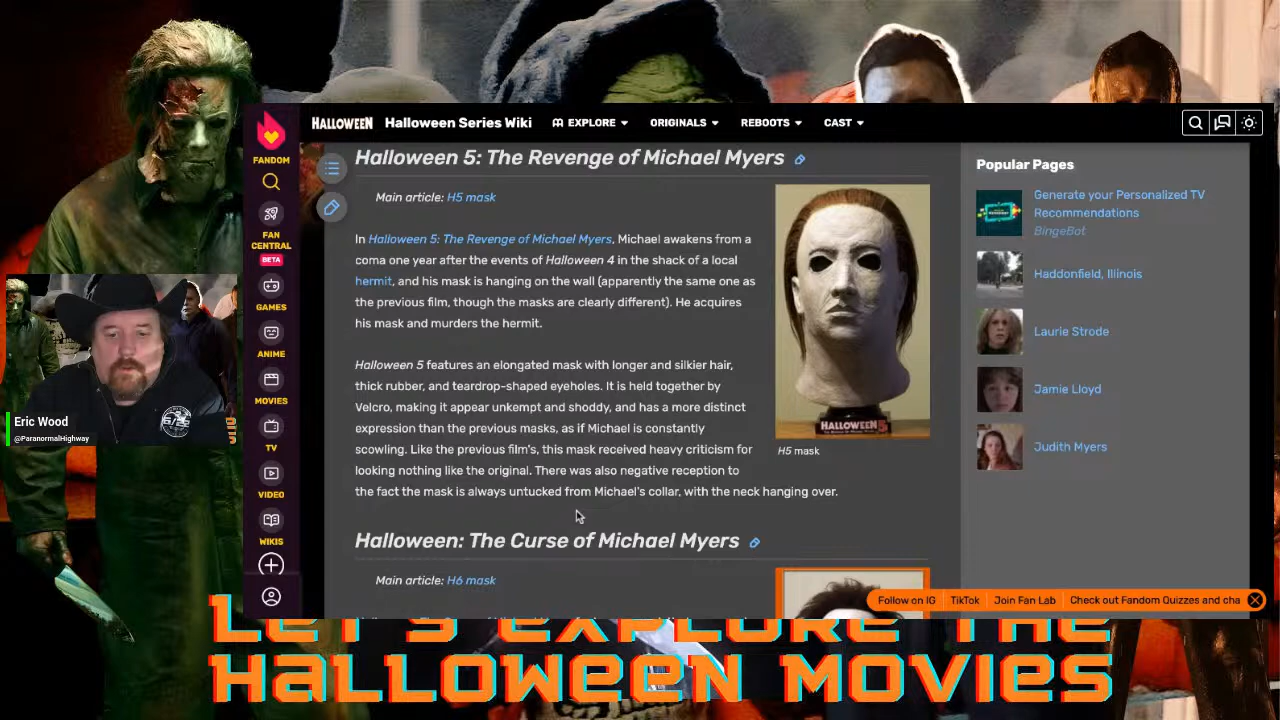 HALLOWEEN
Halloween Series Wiki
EXPLORE
ORIGINALS
REBOOTS
CAST
FANDOM
FAN CENTRAL
BETA
GAMES
ANIME
MOVIES
TV
VIDEO
WIKIS
Halloween 5: The Revenge of Michael Myers
Main article: H5 mask
In Halloween 5: The Revenge of Michael Myers, Michael awakens from a
coma one year after the events of Halloween 4 in the shack of a local
hermit, and his mask is hanging on the wall (apparently the same one as
the previous film, though the masks are clearly different). He acquires
his mask and murders the hermit.
Halloween 5 features an elongated mask with longer and silkier hair,
thick rubber, and teardrop-shaped eyeholes. It is held together by
Velcro, making it appear unkempt and shoddy, and has a more distinct
expression than the previous masks, as if Michael is constantly
scowling. Like the previous film's, this mask received heavy criticism for
looking nothing like the original. There was also negative reception to
the fact the mask is always untucked from Michael's collar, with the neck hanging over.
HALLOWEEN 5
H5 mask
Halloween: The Curse of Michael Myers
Main article: H6 mask
Popular Pages
Generate your Personalized TV
Recommendations
BingeBot
Haddonfield, Illinois
Laurie Strode
Jamie Lloyd
Judith Myers
Follow on IG
TikTok
Join Fan Lab
Check out Fandom Quizzes and cha
Eric Wood
@ParanormalHighway
LET'S EXPLORE THE
HALLOWEEN MOVIES